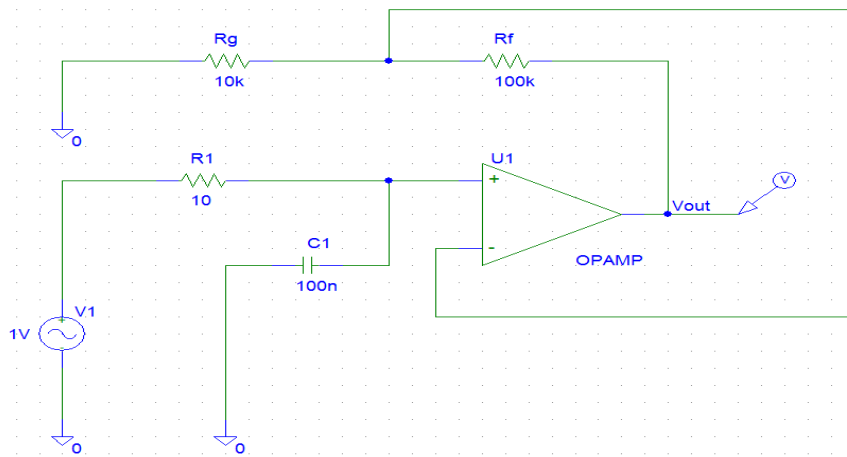 Rg
Rf
10k
100k
0
R1
U1
10
+
V
Vout
C1
-
OPAMP
100n
V1
1V
+
-
0
0